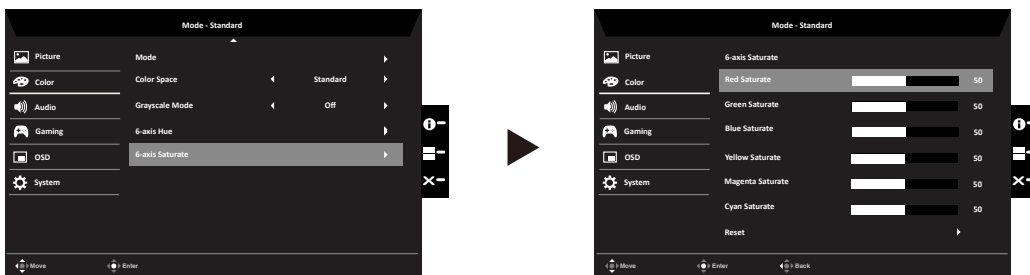 Mode - Standard
Picture
Color
Audio
Gaming
OSD
System
Mode
Color Space Standard
Grayscale Mode Off
6-axis Hue
6-axis Saturate
Move Enter
Mode - Standard
Picture
Color
Audio
Gaming
OSD
System
6-axis Saturate
Red Saturate 50
Green Saturate 50
Blue Saturate 50
Yellow Saturate 50
Magenta Saturate 50
Cyan Saturate 50
Reset
Move Enter Back